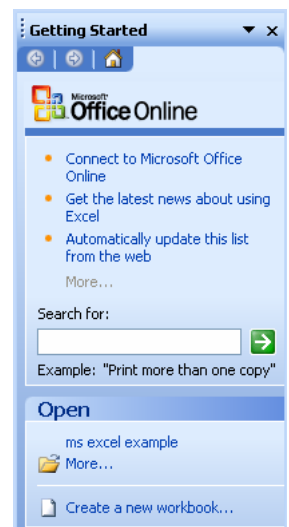 Getting Started
Microsoft
Office Online
Connect to Microsoft Office
Online
Get the latest news about using
Excel
Automatically update this list
from the web
More...
Search for:
Example: "Print more than one copy"
Open
ms excel example
More...
Create a new workbook...